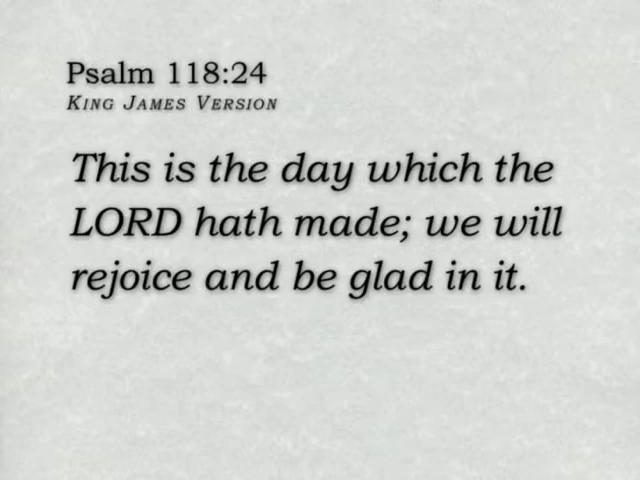 Psalm 118:24
King James Version
This is the day which the
LORD hath made; we will
rejoice and be glad in it.